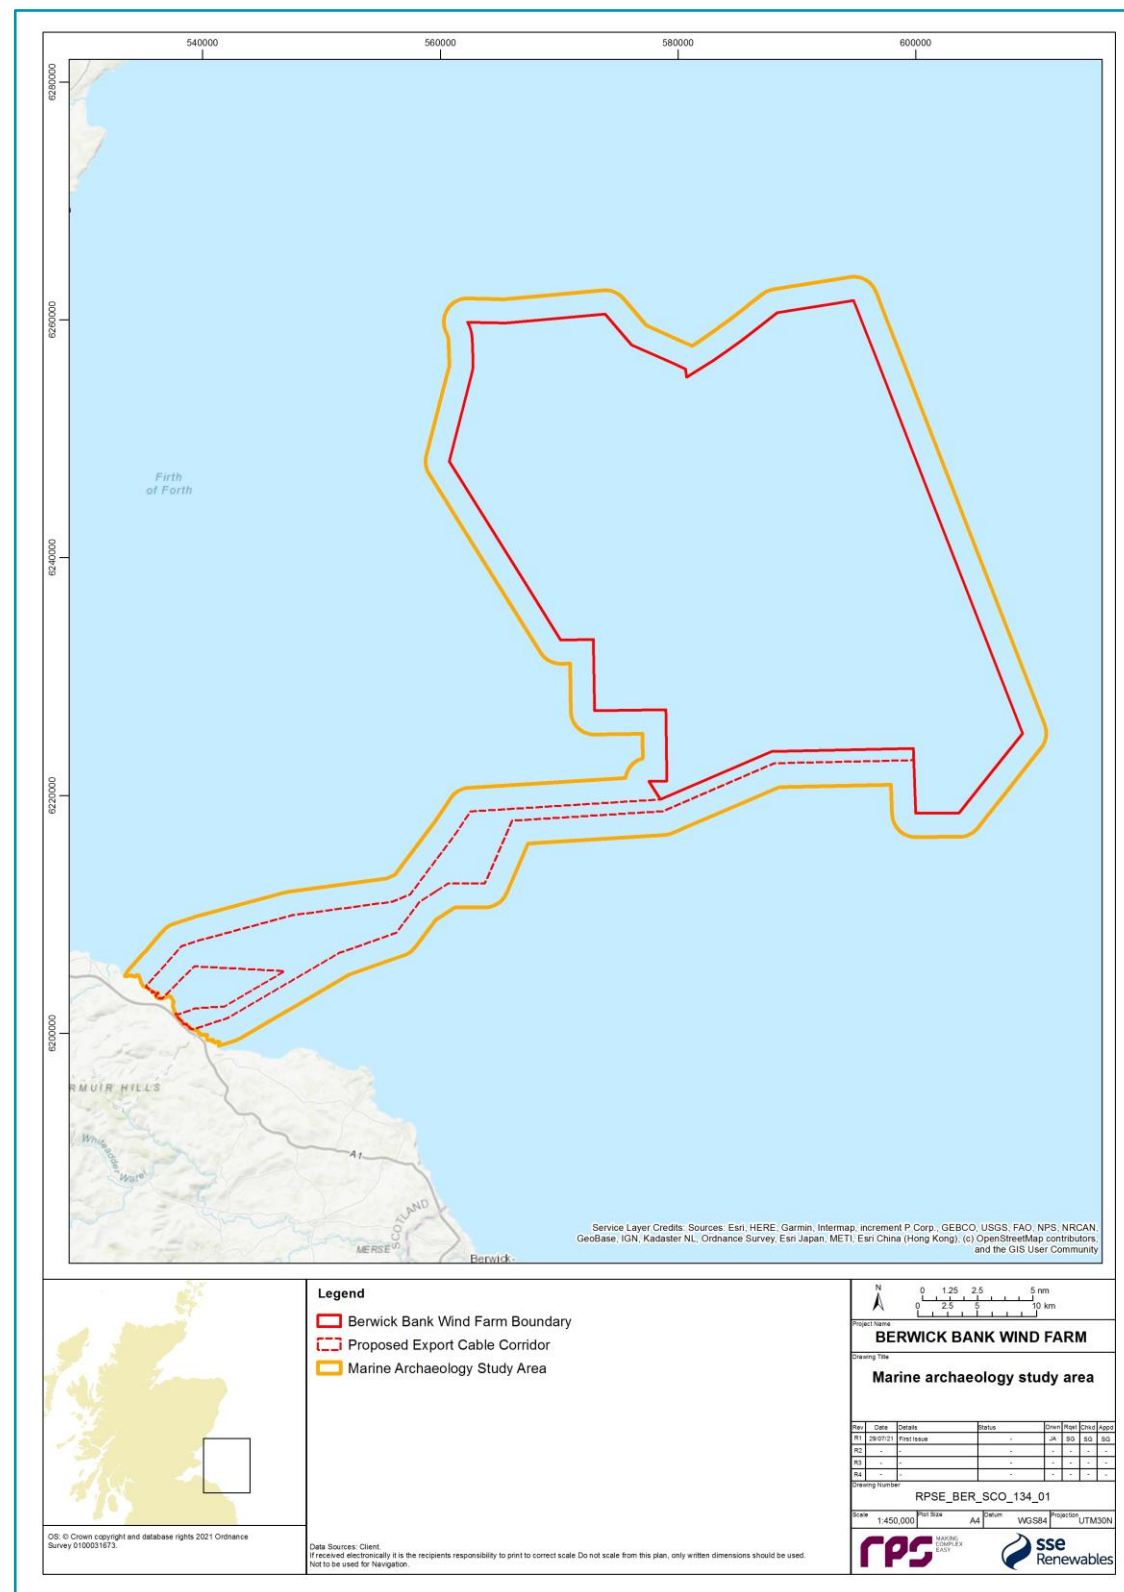 540000
560000
580000
600000
6280000
6260000
6240000
6220000
6200000
Firth
of Forth
RMUIR HILLS
Whiteadder Water
A1
SCOTLAND
MERSE
Berwick-
Service Layer Credits: Sources: Esri, HERE, Garmin, Intermap, increment P Corp., GEBCO, USGS, FAO, NPS, NRCAN,
GeoBase, IGN, Kadaster NL, Ordnance Survey, Esri Japan, METI, Esri China (Hong Kong), (c) OpenStreetMap contributors,
and the GIS User Community
OS: © Crown copyright and database rights 2021 Ordnance
Survey 0100031673.
Legend
Berwick Bank Wind Farm Boundary
Proposed Export Cable Corridor
Marine Archaeology Study Area
Data Sources: Client.
If received electronically it is the recipients responsibility to print to correct scale Do not scale from this plan, only written dimensions should be used.
Not to be used for Navigation.
N
0 1.25 2.5 5 nm
0 2.5 5 10 km
Project Name
BERWICK BANK WIND FARM
Drawing Title
Marine archaeology study area
Rev Date Details Status Drwn Rqst Chkd Appd
R1 29/07/21 First Issue - JA SG SG SG
R2 - - - - - - -
R3 - - - - - - -
R4 - - - - - - -
Drawing Number
RPSE_BER_SCO_134_01
Scale 1:450,000 Plot Size A4 Datum WGS84 Projection UTM30N
rps MAKING
COMPLEX
EASY
sse
Renewables